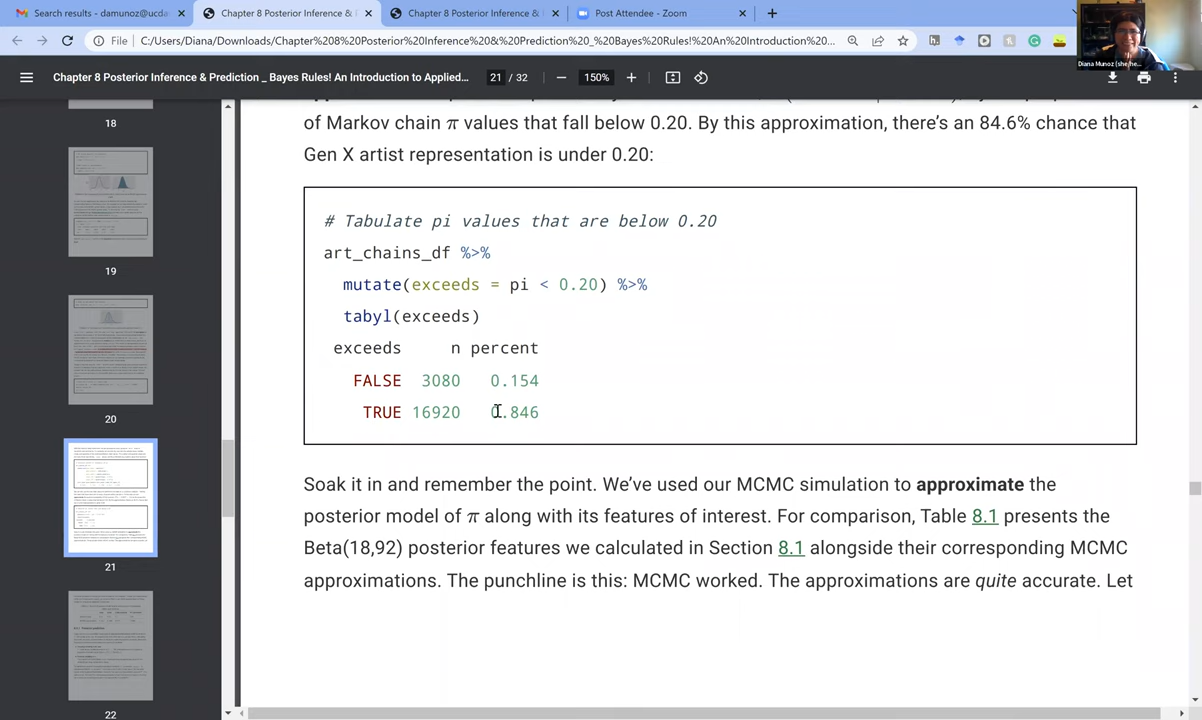 Search results - damunoz@ucda
Chapter 8 Posterior Inference & P
Chapter 8 Posterior Inference &
Post Attendee - Zoom
File
C:/Users/Diana/Downloads/Chapter%208%20Posterior%20Inference%20&%20Prediction%20_%20Bayes%20Rules!%20An%20Introduction%20...
Diana Munoz (she/he...
Chapter 8 Posterior Inference & Prediction _ Bayes Rules! An Introduction to Applied...
21 / 32
150%
18
19
20
21
22
of Markov chain π values that fall below 0.20. By this approximation, there's an 84.6% chance that
Gen X artist representation is under 0.20:
# Tabulate pi values that are below 0.20
art_chains_df %>%
mutate(exceeds = pi < 0.20) %>%
tabyl(exceeds)
exceeds n percent
FALSE 3080 0.154
TRUE 16920 0.846
Soak it in and remember the point. We've used our MCMC simulation to approximate the
posterior model of π along with its features of interest. For comparison, Table 8.1 presents the
Beta(18,92) posterior features we calculated in Section 8.1 alongside their corresponding MCMC
approximations. The punchline is this: MCMC worked. The approximations are quite accurate. Let